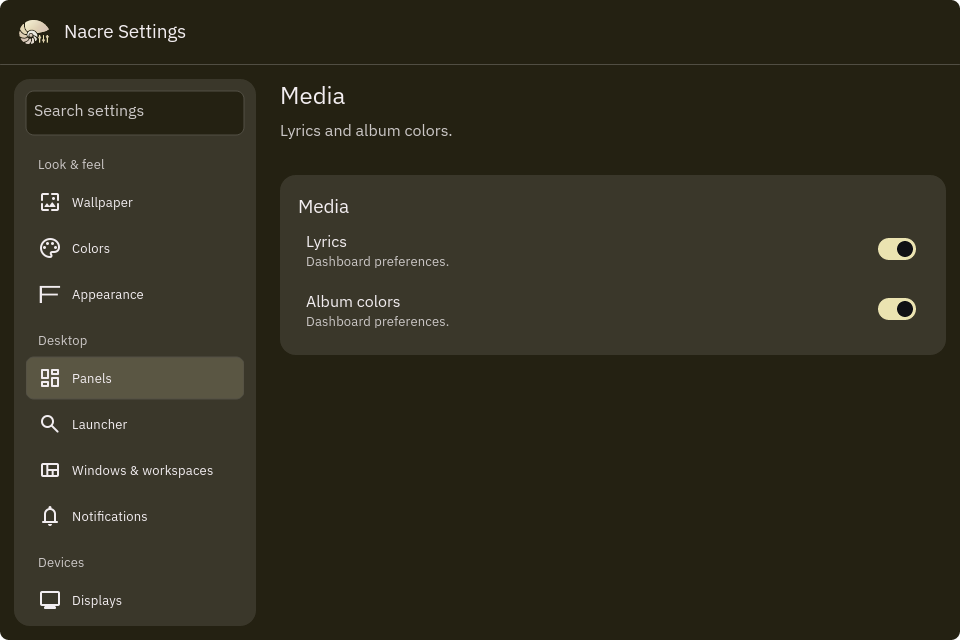 Nacre Settings
Search settings
Look & feel
Wallpaper
Colors
Appearance
Desktop
Panels
Launcher
Windows & workspaces
Notifications
Devices
Displays
Media
Lyrics and album colors.
Media
Lyrics
Dashboard preferences.
Album colors
Dashboard preferences.